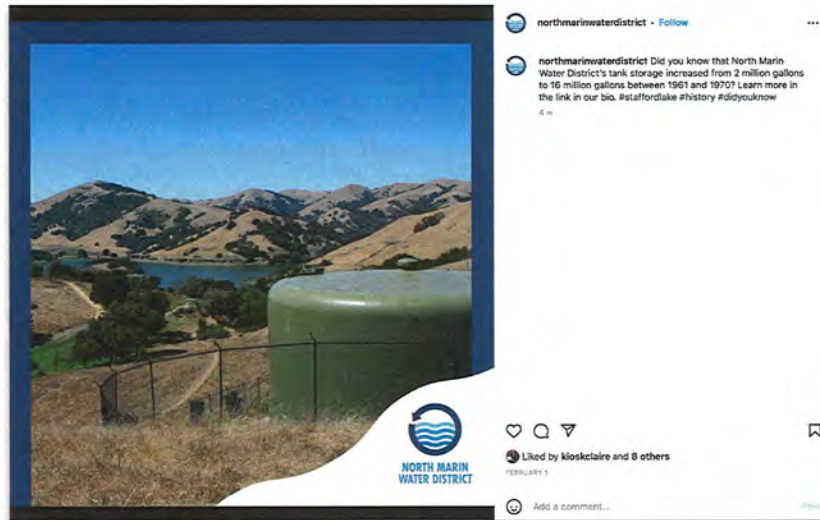 northmarinwaterdistrict • Follow
northmarinwaterdistrict Did you know that North Marin
Water District's tank storage increased from 2 million gallons
to 16 million gallons between 1961 and 1970? Learn more in
the link in our bio. #staffordlake #history #didyouknow
4 w
NORTH MARIN
WATER DISTRICT
Liked by kioskclaire and 8 others
FEBRUARY 1
Add a comment...
Post